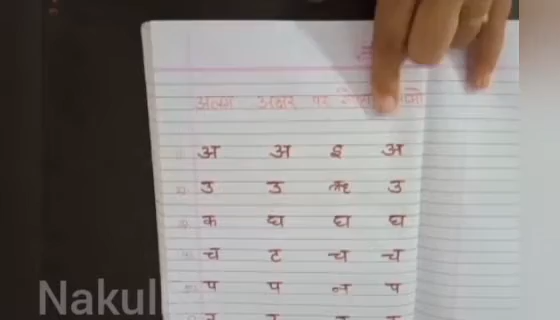 अलग अक्षर पर गोला
अ अ इ अ
उ उ ऋ उ
क घ घ घ
च ट च च
प प न प
Nakul